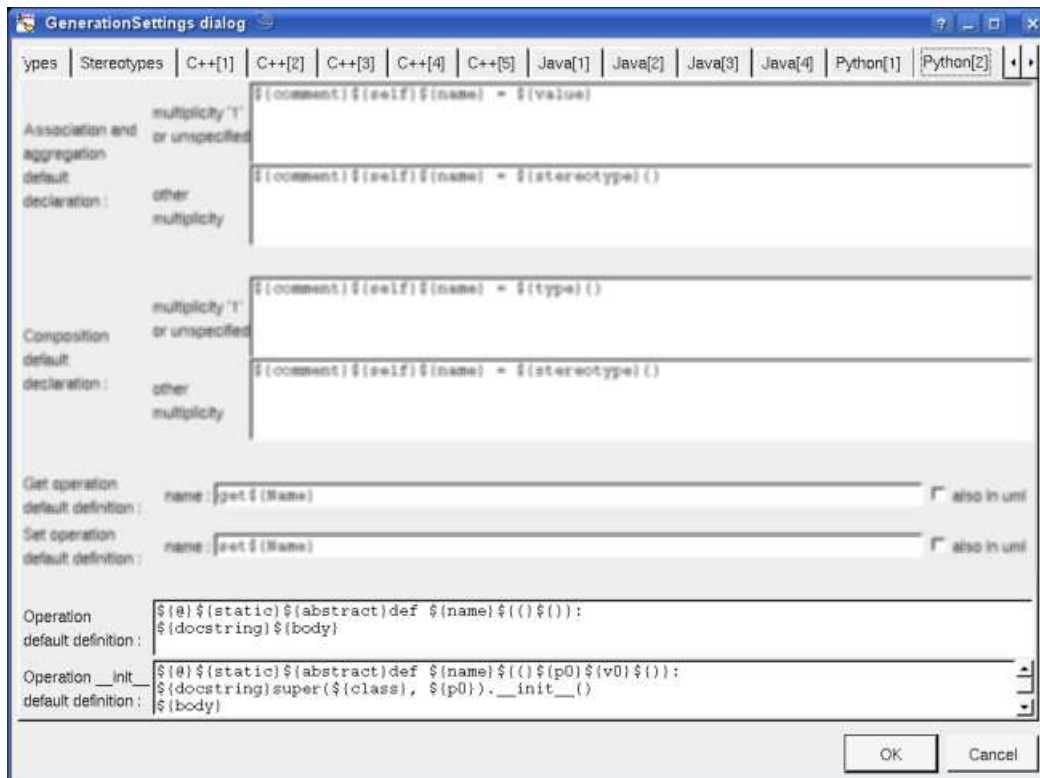 GenerationSettings dialog
ypes Stereotypes C++[1] C++[2] C++[3] C++[4] C++[5] Java[1] Java[2] Java[3] Java[4] Python[1] Python[2]
Association and aggregation default declaration :
multiplicity '1' or unspecified
${comment}${self}${name} = ${value}
other multiplicity
${comment}${self}${name} = ${stereotype}()
Composition default declaration :
multiplicity '1' or unspecified
${comment}${self}${name} = ${type}()
other multiplicity
${comment}${self}${name} = ${stereotype}()
Get operation
default definition :
name : get${Name}
also in uml
Set operation
default definition :
name : set${Name}
also in uml
Operation
default definition :
${@}${static}${abstract}def ${name}${(}${)}:
${docstring}${body}
Operation __init__
default definition :
${@}${static}${abstract}def ${name}${(}${p0}${v0}${)}:
${docstring}super(${class}, ${p0}).__init__()
${body}
OK Cancel